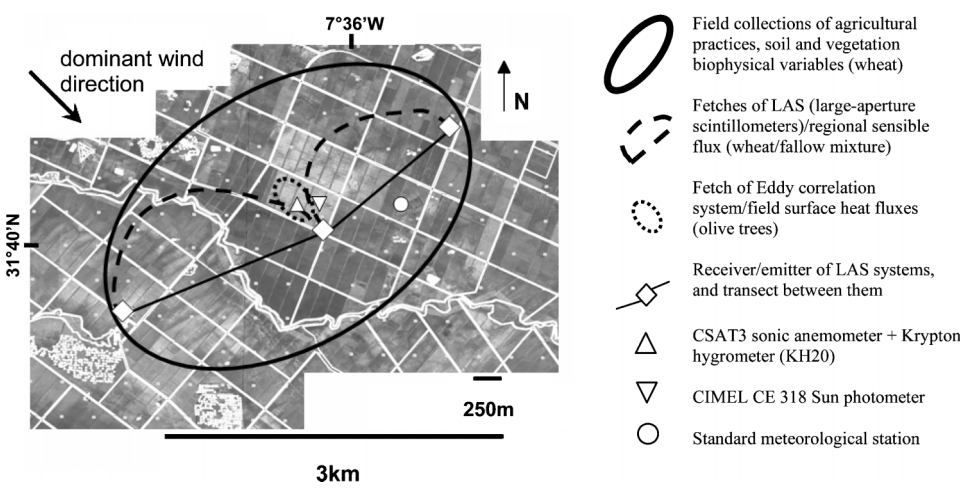 7°36’W
dominant wind
direction
N
31°40’N
250m
3km
Field collections of agricultural
practices, soil and vegetation
biophysical variables (wheat)
Fetches of LAS (large-aperture
scintillometers)/regional sensible
flux (wheat/fallow mixture)
Fetch of Eddy correlation
system/field surface heat fluxes
(olive trees)
Receiver/emitter of LAS systems,
and transect between them
CSAT3 sonic anemometer + Krypton
hygrometer (KH20)
CIMEL CE 318 Sun photometer
Standard meteorological station